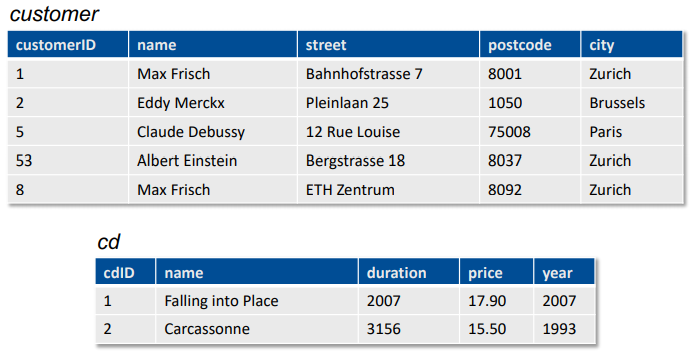 customer
customerID name street postcode city
1 Max Frisch Bahnhofstrasse 7 8001 Zurich
2 Eddy Merckx Pleinlaan 25 1050 Brussels
5 Claude Debussy 12 Rue Louise 75008 Paris
53 Albert Einstein Bergstrasse 18 8037 Zurich
8 Max Frisch ETH Zentrum 8092 Zurich
cd
cdID name duration price year
1 Falling into Place 2007 17.90 2007
2 Carcassonne 3156 15.50 1993